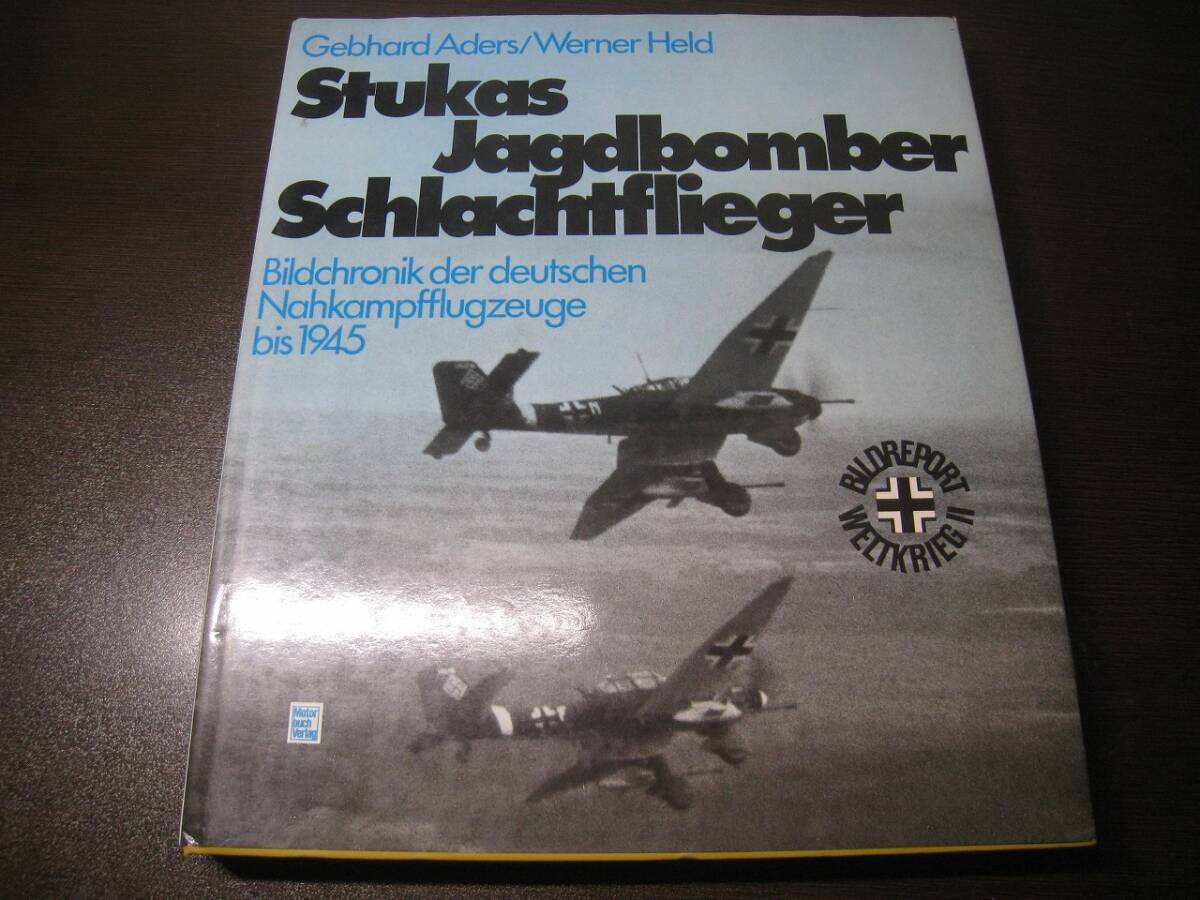 Gebhard Aders/Werner Held
Stukas
Jagdbomber
Schlachtflieger
Bildchronik der deutschen
Nahkampfflugzeuge
bis 1945
BILDREPORT
WELTKRIEG II
Motor
buch
Verlag